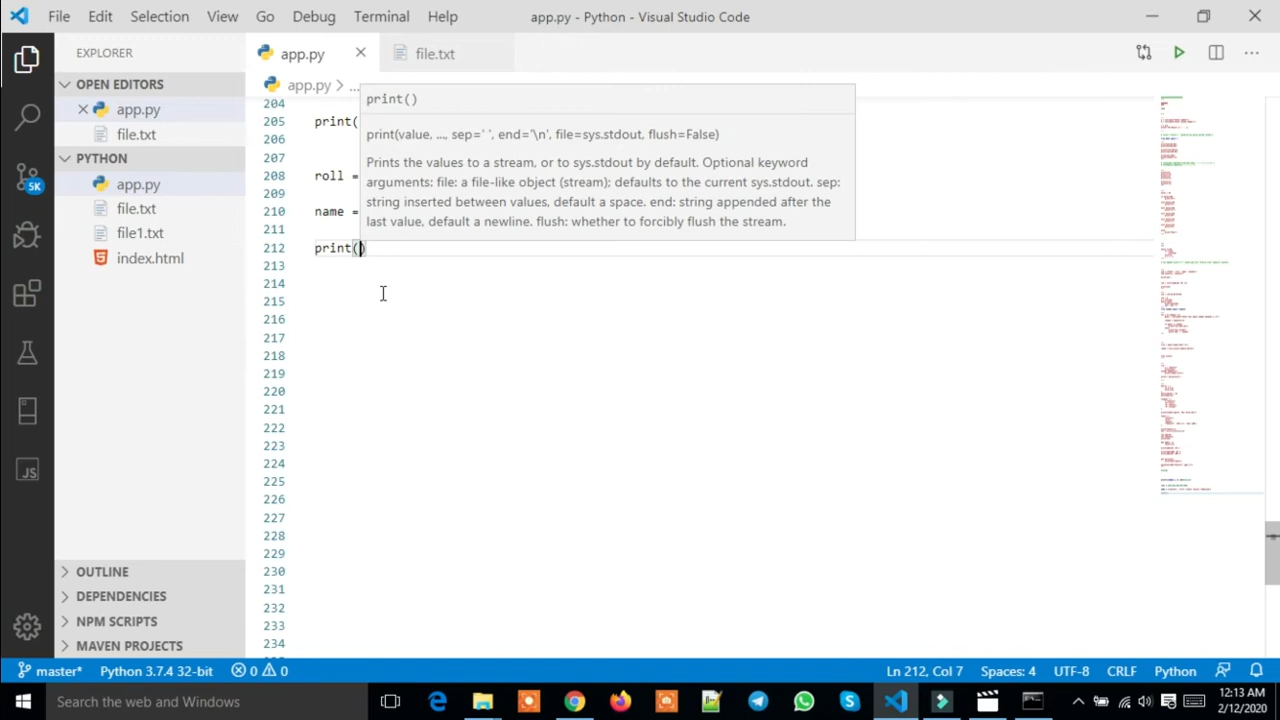 File Edit Selection View Go Debug Terminal Help
app.py - Python - Visual Studio Code
EXPLORER
OPEN EDITORS
app.py
file.txt
PYTHON
app.py
file.txt
file1.txt
index.html
OUTLINE
DEPENDENCIES
NPM SCRIPTS
MAVEN PROJECTS
5K
JS
app.py
file.txt
app.py > ...
204
205 print(
206
207
208 roll =
209
210 name =
211
212 print()
213
214
215
216
217
218
219
220
221
222
223
224
225
226
227
228
229
230
231
232
233
234
print()
print(value, ..., sep=' ', end='\n', file=sys.stdout, flush=False)
Prints the values to a stream, or to sys.stdout by default. Optional keyword
arguments: file: a file-like object (stream); defaults to the current sys.stdout. sep:
string inserted between values, default a space. end: string appended after the
last value, default a newline. flush: whether to forcibly flush the stream.
master* Python 3.7.4 32-bit 0 0
Ln 212, Col 7 Spaces: 4 UTF-8 CRLF Python
Search the web and Windows
12:13 AM
2/12/2020